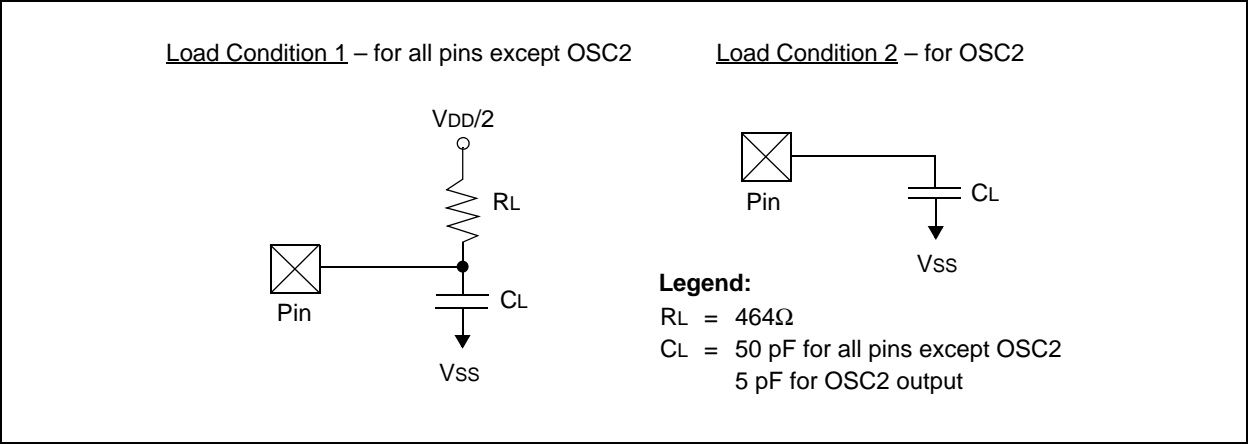 Load Condition 1 – for all pins except OSC2
VDD/2
RL
Pin
CL
VSS
Load Condition 2 – for OSC2
Pin
CL
VSS
Legend:
RL = 464Ω
CL = 50 pF for all pins except OSC2
5 pF for OSC2 output